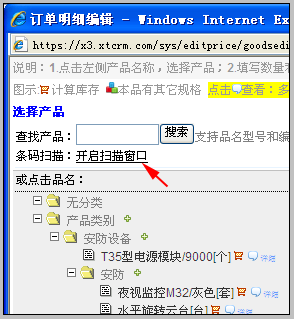 订单明细编辑 - Windows Internet Ex
https://x3.xtcrm.com/sys/editprice/goodsedi
说明：1.点击左侧产品名称，选择产品；2.填写数量和
图示：计算库存 本品有其它规格 点击查看：多
选择产品
查找产品： 搜索 支持品名型号和编
条码扫描：开启扫描窗口
或点击品名：
无分类
产品类别
安防设备
T35型电源模块/9000[个] 详细
安防
夜视监控M32/灰色[套] 详细
水平旋转云台[台] 详细